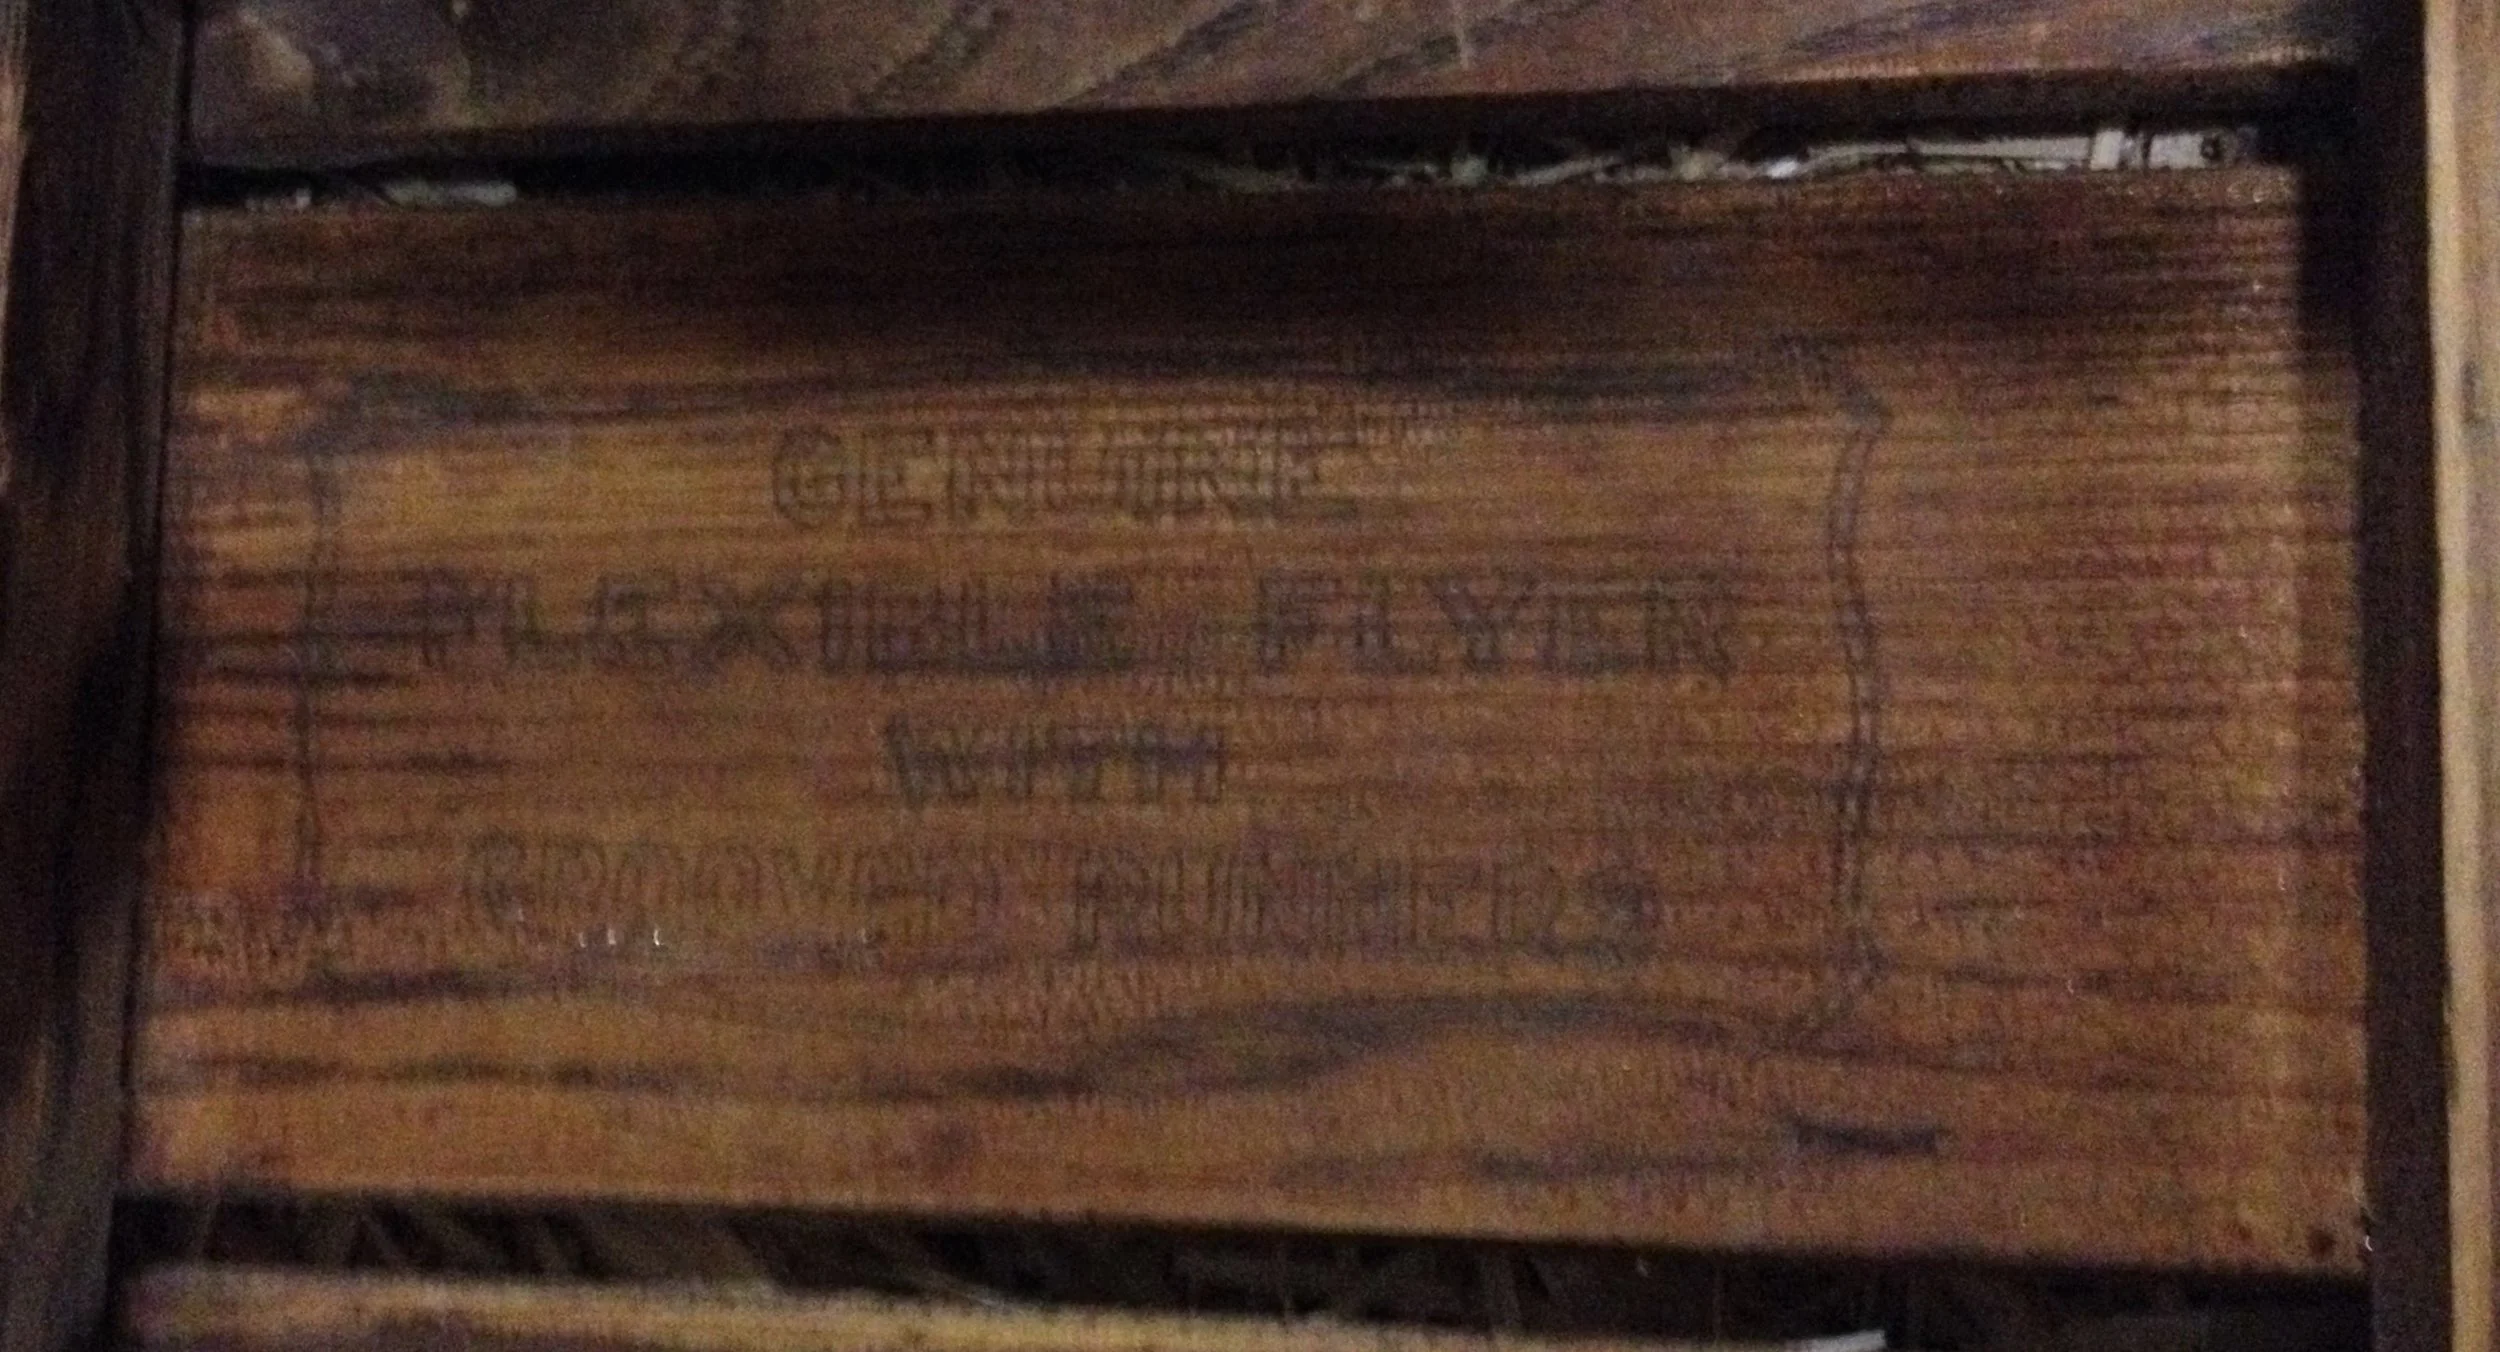 GENUINE
FLEXIBLE FLYER
WITH
GROOVED RUNNERS